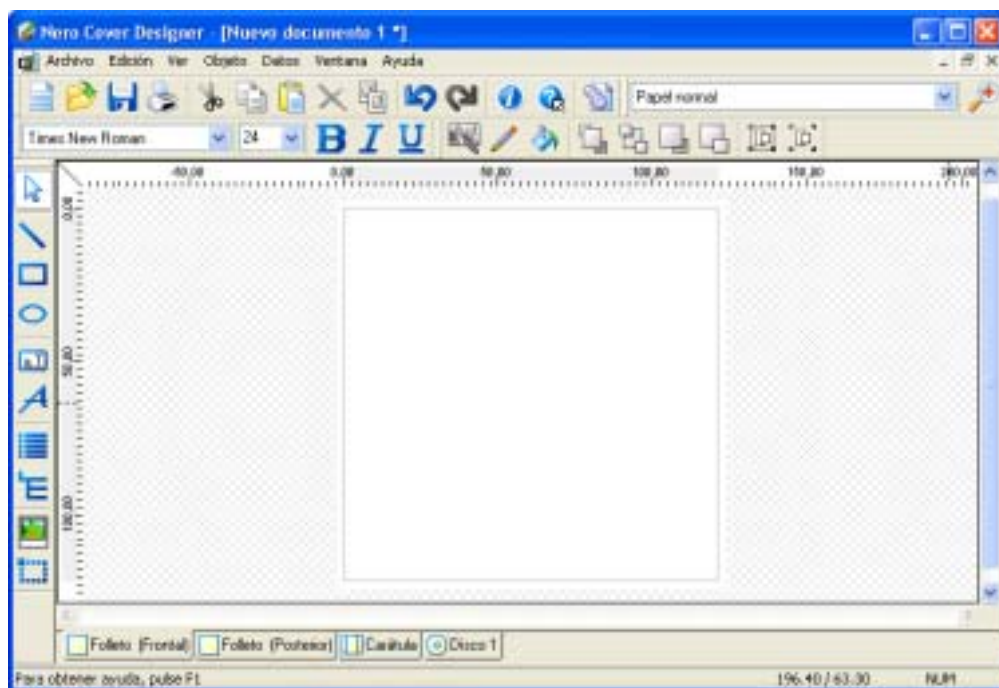 Nero Cover Designer - [Nuevo documento 1 *]
Archivo Edición Ver Objeto Datos Ventana Ayuda
Papel normal
Times New Roman 24 B I U
-50,00 0,00 50,00 100,00 150,00 200,00
0,00
50,00
100,00
Folleto (Frontal) Folleto (Posterior) Carátula Disco 1
Para obtener ayuda, pulse F1 196.40 / 63.30 NUM